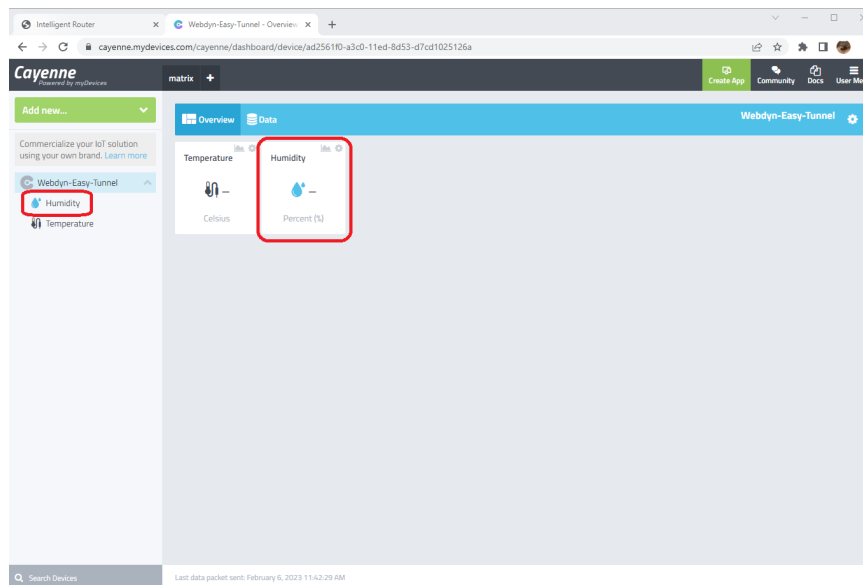 Intelligent Router
Webdyn-Easy-Tunnel - Overview
cayenne.mydevices.com/cayenne/dashboard/device/ad2561f0-a3c0-11ed-8d53-d7cd1025126a
Cayenne
Powered by myDevices
matrix
Create App
Community
Docs
User Me
Add new...
Overview
Data
Webdyn-Easy-Tunnel
Commercialize your IoT solution
using your own brand. Learn more
Webdyn-Easy-Tunnel
Humidity
Temperature
Temperature
–
Celsius
Humidity
–
Percent (%)
Search Devices
Last data packet sent: February 6, 2023 11:42:29 AM